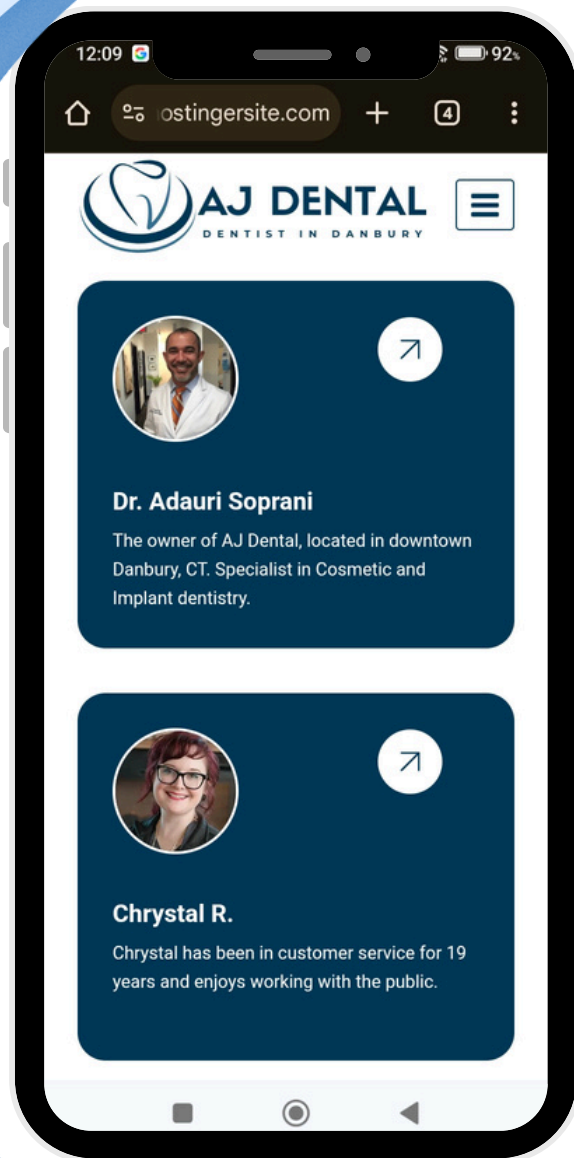 12:09
92%
ostingersite.com
4
AJ DENTAL
DENTIST IN DANBURY
Dr. Adauri Soprani
The owner of AJ Dental, located in downtown
Danbury, CT. Specialist in Cosmetic and
Implant dentistry.
Chrystal R.
Chrystal has been in customer service for 19
years and enjoys working with the public.